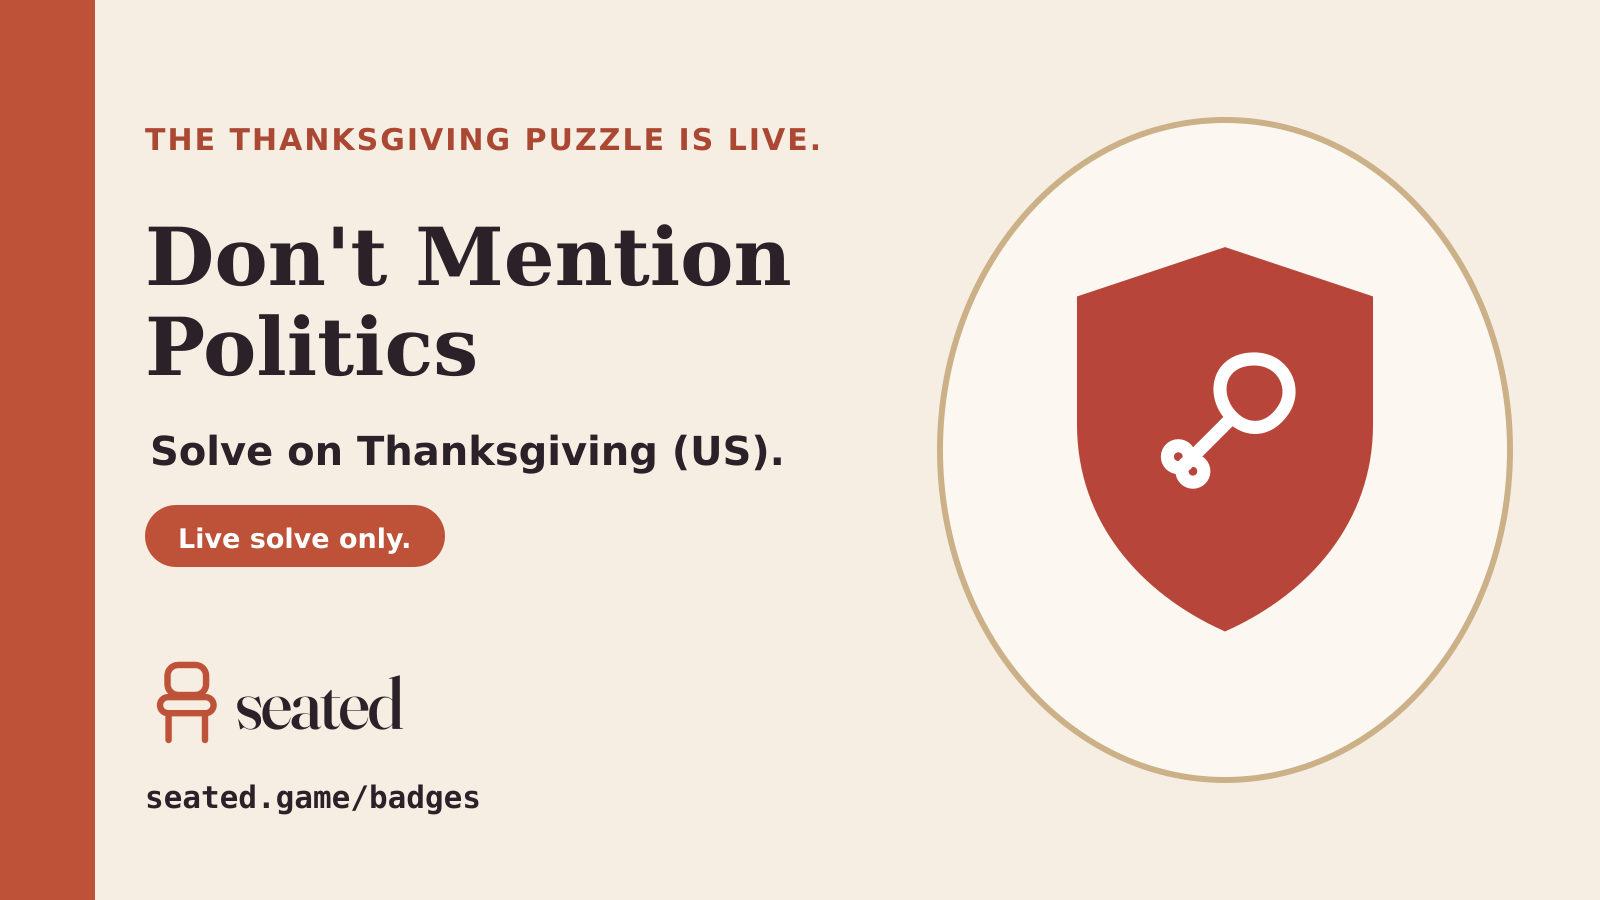 THE THANKSGIVING PUZZLE IS LIVE.
Don't Mention
Politics
Solve on Thanksgiving (US).
Live solve only.
seated
seated.game/badges